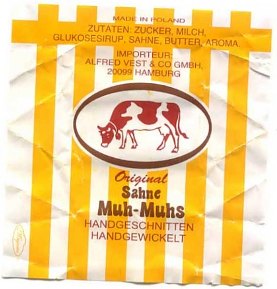 MADE IN POLAND
ZUTATEN: ZUCKER, MILCH,
GLUKOSESIRUP, SAHNE, BUTTER, AROMA
IMPORTEUR:
ALFRED VEST & CO GMBH,
20099 HAMBURG
Original
Sahne
Muh-Muhs
HANDGESCHNITTEN
HANDGEWICKELT